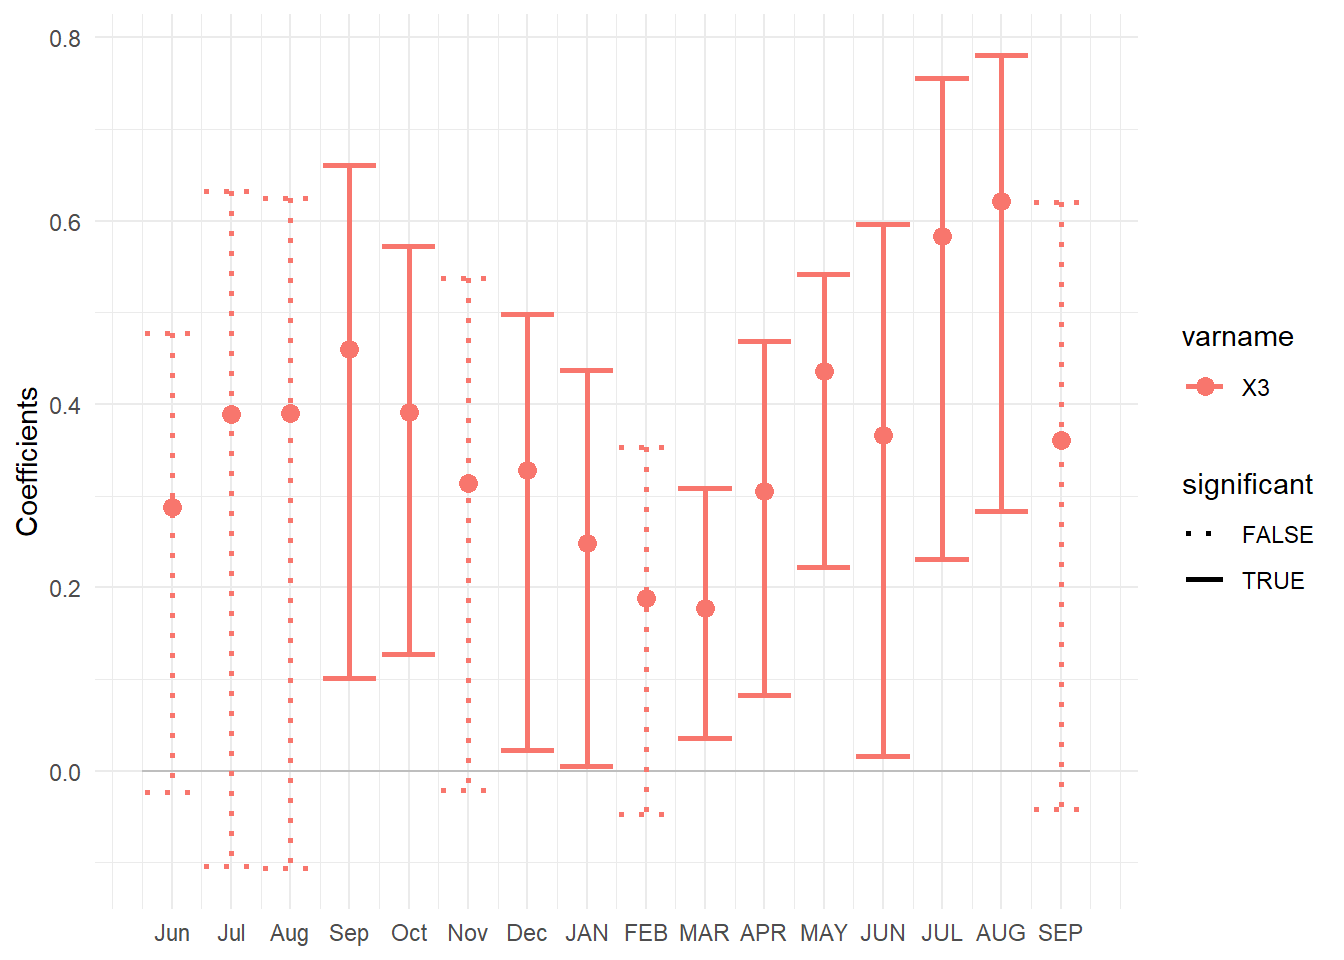 0.8
0.6
0.4
0.2
0.0
Coefficients
Jun Jul Aug Sep Oct Nov Dec JAN FEB MAR APR MAY JUN JUL AUG SEP
varname
X3
significant
FALSE
TRUE